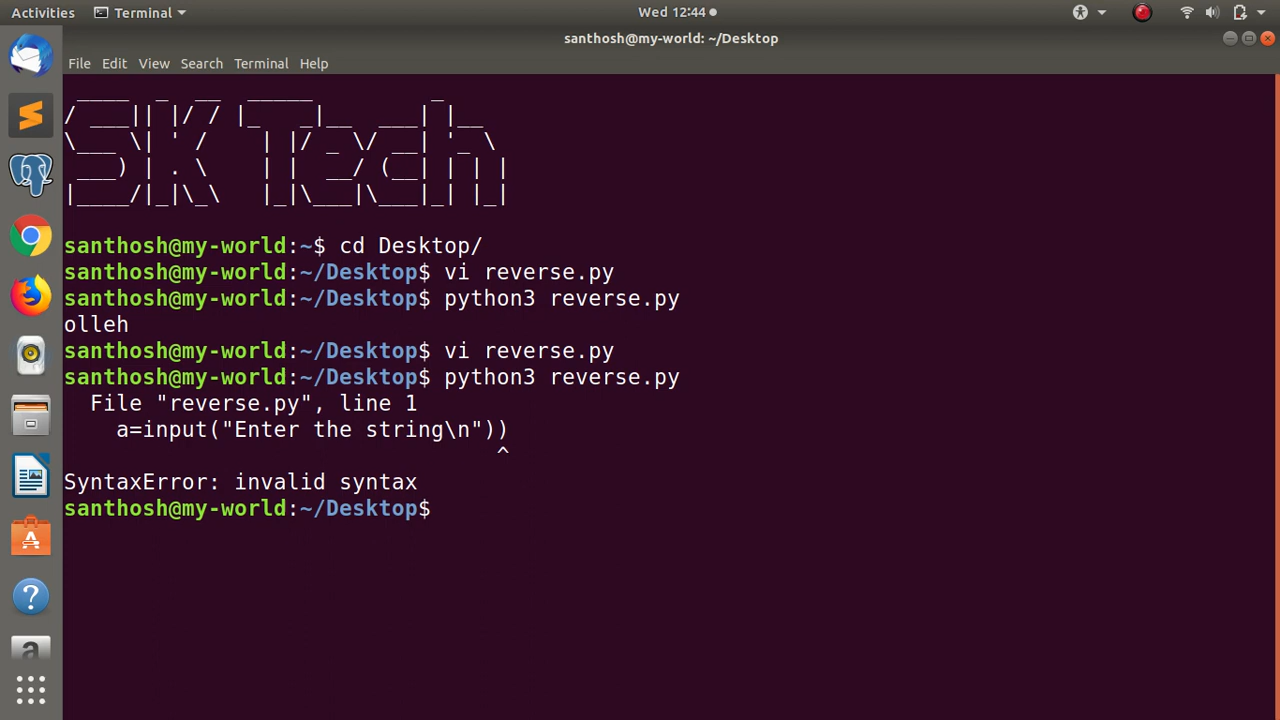 Activities Terminal Wed 12:44
santhosh@my-world: ~/Desktop
File Edit View Search Terminal Help
SK Tech
santhosh@my-world:~$ cd Desktop/
santhosh@my-world:~/Desktop$ vi reverse.py
santhosh@my-world:~/Desktop$ python3 reverse.py
olleh
santhosh@my-world:~/Desktop$ vi reverse.py
santhosh@my-world:~/Desktop$ python3 reverse.py
  File "reverse.py", line 1
    a=input("Enter the string\n"))
                                 ^
SyntaxError: invalid syntax
santhosh@my-world:~/Desktop$